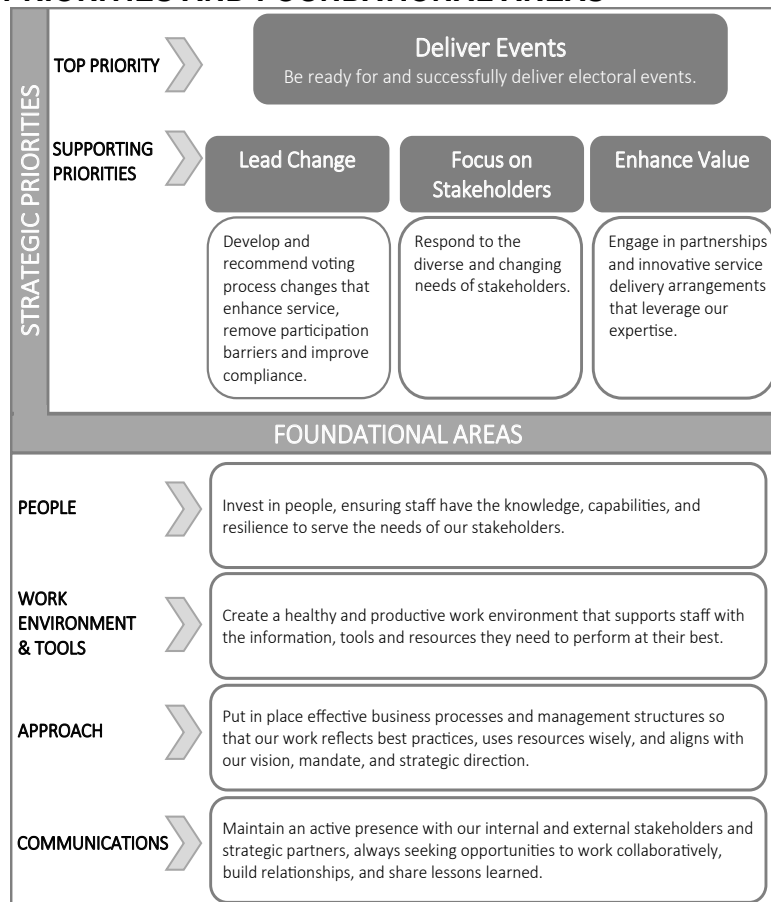 PRIORITIES AND FOUNDATIONAL AREAS
STRATEGIC PRIORITIES
TOP PRIORITY
Deliver Events
Be ready for and successfully deliver electoral events.
SUPPORTING
PRIORITIES
Lead Change
Develop and
recommend voting
process changes that
enhance service,
remove participation
barriers and improve
compliance.
Focus on
Stakeholders
Respond to the
diverse and changing
needs of stakeholders.
Enhance Value
Engage in partnerships
and innovative service
delivery arrangements
that leverage our
expertise.
FOUNDATIONAL AREAS
PEOPLE
Invest in people, ensuring staff have the knowledge, capabilities, and
resilience to serve the needs of our stakeholders.
WORK
ENVIRONMENT
& TOOLS
Create a healthy and productive work environment that supports staff with
the information, tools and resources they need to perform at their best.
APPROACH
Put in place effective business processes and management structures so
that our work reflects best practices, uses resources wisely, and aligns with
our vision, mandate, and strategic direction.
COMMUNICATIONS
Maintain an active presence with our internal and external stakeholders and
strategic partners, always seeking opportunities to work collaboratively,
build relationships, and share lessons learned.